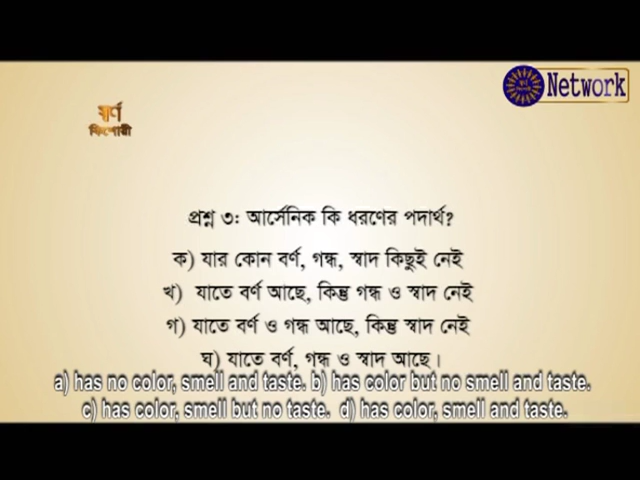 Network
স্বর্ণ
কিশোরী
প্রশ্ন ৩: আর্সেনিক কি ধরণের পদার্থ?
ক) যার কোন বর্ণ, গন্ধ, স্বাদ কিছুই নেই
খ) যাতে বর্ণ আছে, কিন্তু গন্ধ ও স্বাদ নেই
গ) যাতে বর্ণ ও গন্ধ আছে, কিন্তু স্বাদ নেই
ঘ) যাতে বর্ণ, গন্ধ ও স্বাদ আছে।
a) has no color, smell and taste. b) has color but no smell and taste.
c) has color, smell but no taste. d) has color, smell and taste.